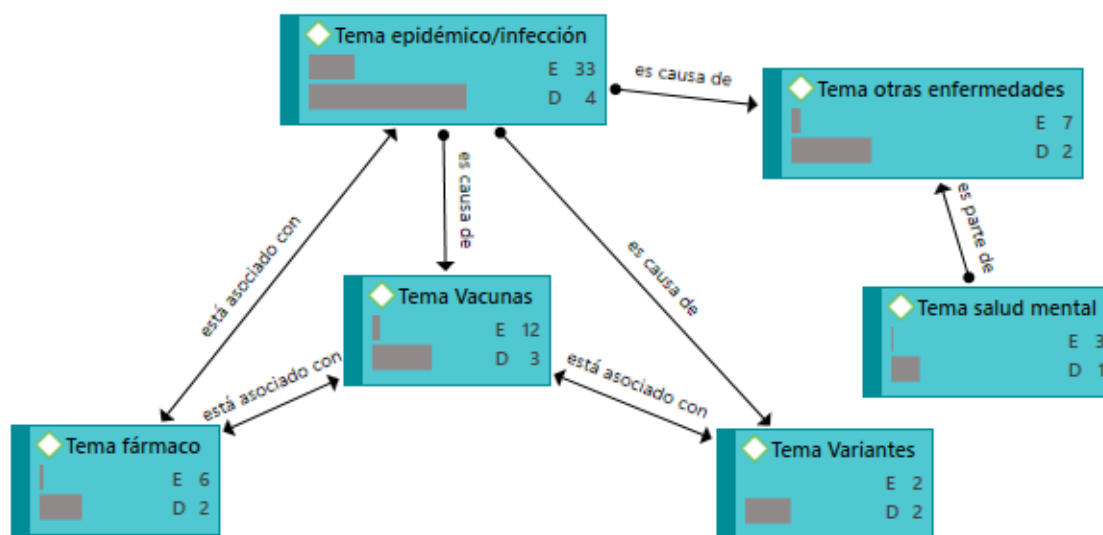 Tema epidémico/infección
E 33
D 4
es causa de
Tema otras enfermedades
E 7
D 2
está asociado con
es causa de
es causa de
es parte de
Tema Vacunas
E 12
D 3
Tema salud mental
E 3
D 1
está asociado con
está asociado con
Tema fármaco
E 6
D 2
Tema Variantes
E 2
D 2